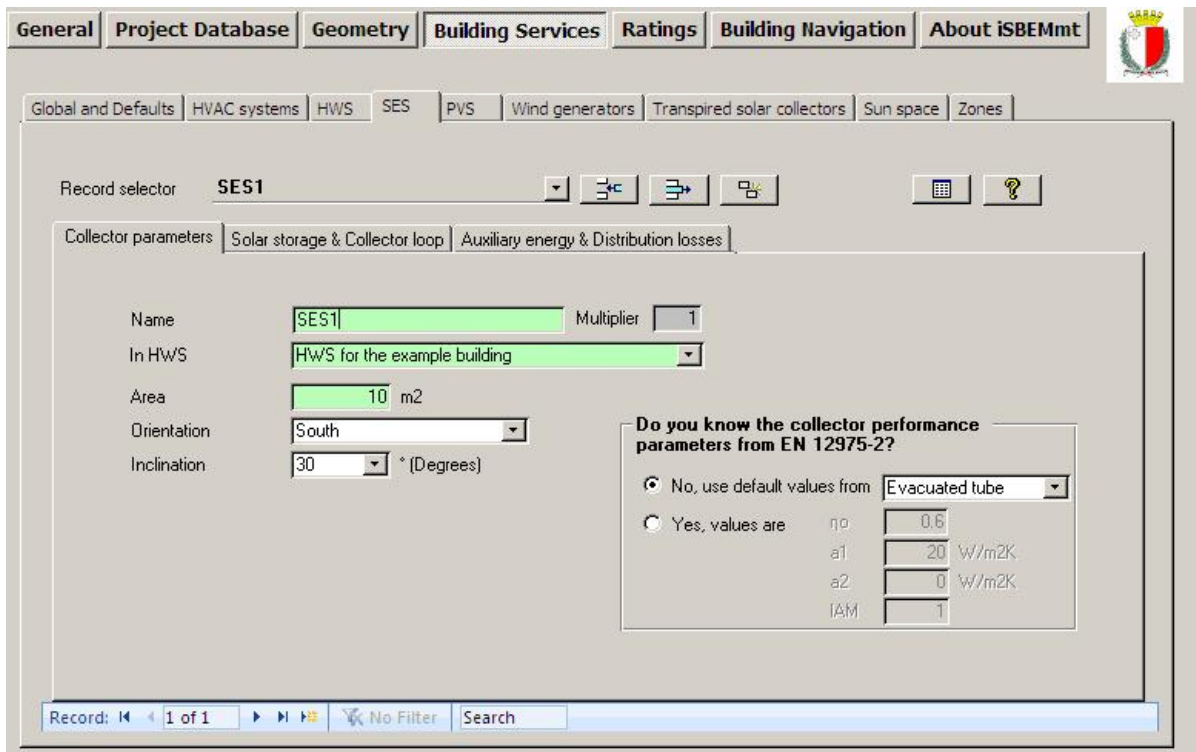 General Project Database Geometry Building Services Ratings Building Navigation About iSBEMmt
Global and Defaults HVAC systems HWS SES PVS Wind generators Transpired solar collectors Sun space Zones
Record selector SES1
Collector parameters Solar storage & Collector loop Auxiliary energy & Distribution losses
Name SES1 Multiplier 1
In HWS HWS for the example building
Area 10 m2
Orientation South
Inclination 30 ° (Degrees)
Do you know the collector performance
parameters from EN 12975-2?
No, use default values from Evacuated tube
Yes, values are ηo 0.6
a1 20 W/m2K
a2 0 W/m2K
IAM 1
Record: 1 of 1 No Filter Search